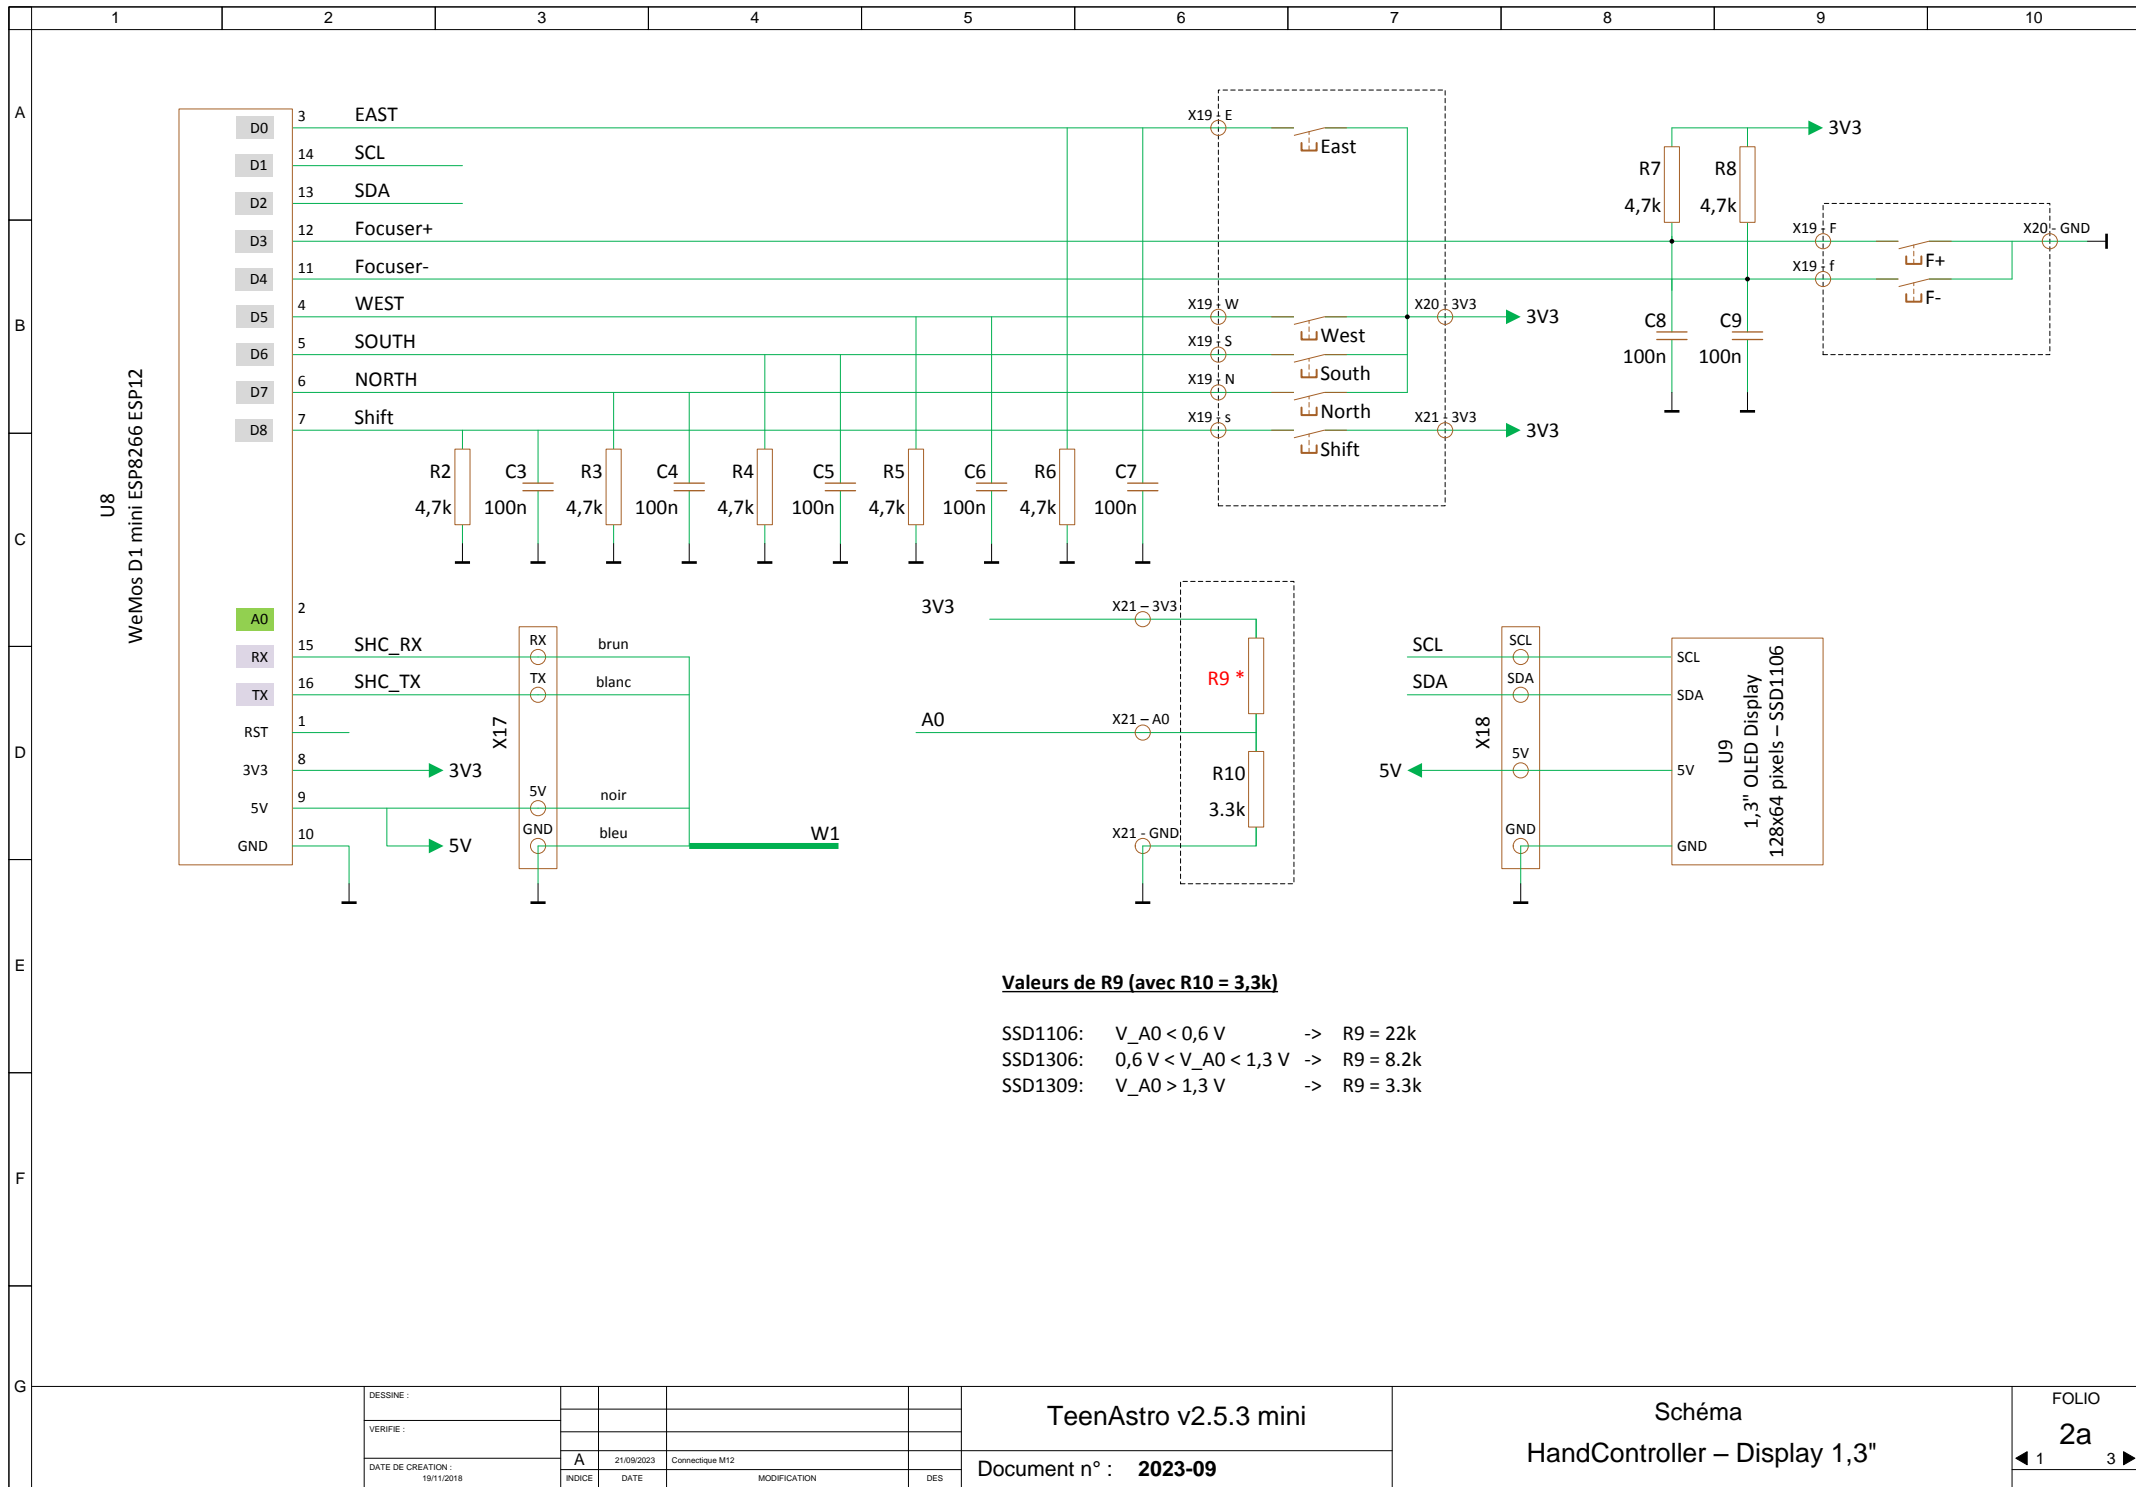 1 2 3 4 5 6 7 8 9 10
A
B
C
D
E
F
G
U8
WeMos D1 mini ESP8266 ESP12
D0 3 EAST
D1 14 SCL
D2 13 SDA
D3 12 Focuser+
D4 11 Focuser-
D5 4 WEST
D6 5 SOUTH
D7 6 NORTH
D8 7 Shift
A0 2
RX 15 SHC_RX
TX 16 SHC_TX
RST 1
3V3 8 3V3
5V 9 5V
GND 10
X19 - E East
X19 - W West
X19 - S South
X19 - N North
X19 - s Shift
X20 - 3V3 3V3
X21 - 3V3 3V3
R2 4,7k
C3 100n
R3 4,7k
C4 100n
R4 4,7k
C5 100n
R5 4,7k
C6 100n
R6 4,7k
C7 100n
3V3
R7 4,7k
R8 4,7k
C8 100n
C9 100n
X19 - F F+
X19 - f F-
X20 - GND
X17
RX brun
TX blanc
5V noir
GND bleu
W1
3V3 X21 – 3V3
R9 *
A0 X21 – A0
R10
3.3k
X21 - GND
X18
SCL SCL SCL
SDA SDA SDA
5V 5V 5V
GND GND
U9
1,3" OLED Display
128x64 pixels – SSD1106
Valeurs de R9 (avec R10 = 3,3k)
SSD1106: V_A0 < 0,6 V -> R9 = 22k
SSD1306: 0,6 V < V_A0 < 1,3 V -> R9 = 8.2k
SSD1309: V_A0 > 1,3 V -> R9 = 3.3k
DESSINE :
VERIFIE :
DATE DE CREATION :
19/11/2018
A 21/09/2023 Connectique M12
INDICE DATE MODIFICATION DES
TeenAstro v2.5.3 mini
Document n° : 2023-09
Schéma
HandController – Display 1,3"
FOLIO
2a
1 3